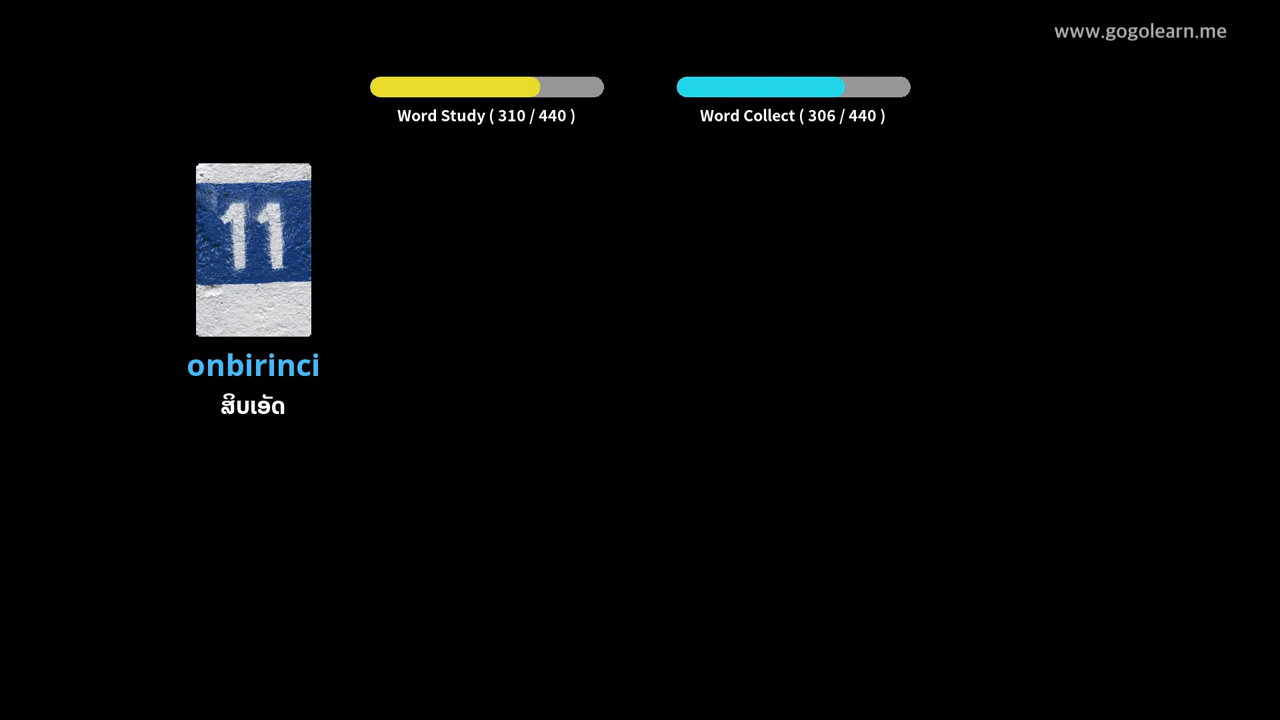 www.gogolearn.me
Word Study ( 310 / 440 )
Word Collect ( 306 / 440 )
11
onbirinci
ສິບເອັດ